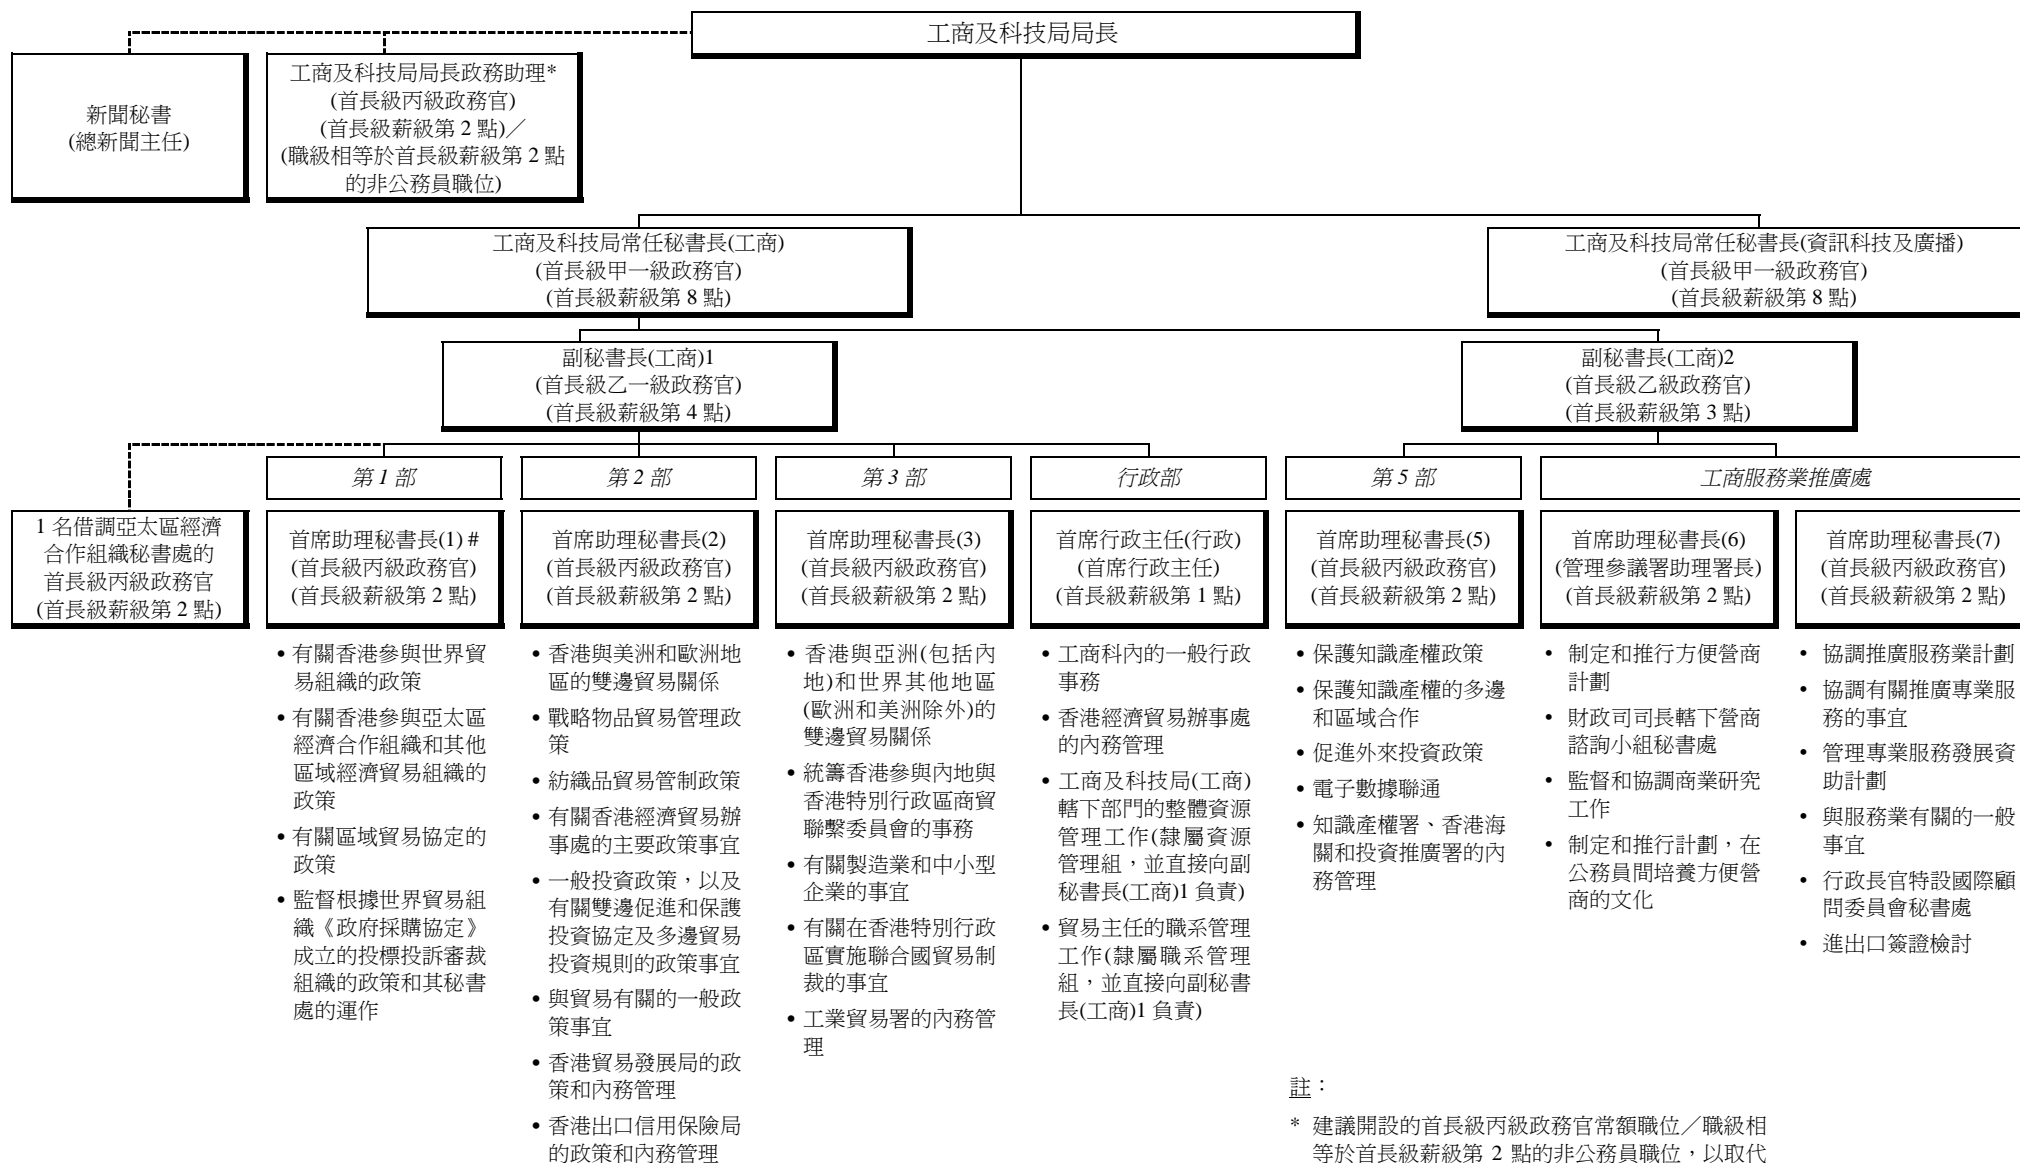 工商及科技局局長
新聞秘書
(總新聞主任)
工商及科技局局長政務助理*
(首長級丙級政務官)
(首長級薪級第 2 點)／
(職級相等於首長級薪級第 2 點
的非公務員職位)
工商及科技局常任秘書長(工商)
(首長級甲一級政務官)
(首長級薪級第 8 點)
工商及科技局常任秘書長(資訊科技及廣播)
(首長級甲一級政務官)
(首長級薪級第 8 點)
副秘書長(工商)1
(首長級乙一級政務官)
(首長級薪級第 4 點)
副秘書長(工商)2
(首長級乙級政務官)
(首長級薪級第 3 點)
1 名借調亞太區經濟
合作組織秘書處的
首長級丙級政務官
(首長級薪級第 2 點)
第 1 部
首席助理秘書長(1) #
(首長級丙級政務官)
(首長級薪級第 2 點)
• 有關香港參與世界貿
易組織的政策
• 有關香港參與亞太區
經濟合作組織和其他
區域經濟貿易組織的
政策
• 有關區域貿易協定的
政策
• 監督根據世界貿易組
織《政府採購協定》
成立的投標投訴審裁
組織的政策和其秘書
處的運作
第 2 部
首席助理秘書長(2)
(首長級丙級政務官)
(首長級薪級第 2 點)
• 香港與美洲和歐洲地
區的雙邊貿易關係
• 戰略物品貿易管理政
策
• 紡織品貿易管制政策
• 有關香港經濟貿易辦
事處的主要政策事宜
• 一般投資政策，以及
有關雙邊促進和保護
投資協定及多邊貿易
投資規則的政策事宜
• 與貿易有關的一般政
策事宜
• 香港貿易發展局的政
策和內務管理
• 香港出口信用保險局
的政策和內務管理
第 3 部
首席助理秘書長(3)
(首長級丙級政務官)
(首長級薪級第 2 點)
• 香港與亞洲(包括內
地)和世界其他地區
(歐洲和美洲除外)的
雙邊貿易關係
• 統籌香港參與內地與
香港特別行政區商貿
聯繫委員會的事務
• 有關製造業和中小型
企業的事宜
• 有關在香港特別行政
區實施聯合國貿易制
裁的事宜
• 工業貿易署的內務管
理
行政部
首席行政主任(行政)
(首席行政主任)
(首長級薪級第 1 點)
• 工商科內的一般行政
事務
• 香港經濟貿易辦事處
的內務管理
• 工商及科技局(工商)
轄下部門的整體資源
管理工作(隸屬資源
管理組，並直接向副
秘書長(工商)1 負責)
• 貿易主任的職系管理
工作(隸屬職系管理
組，並直接向副秘書
長(工商)1 負責)
第 5 部
首席助理秘書長(5)
(首長級丙級政務官)
(首長級薪級第 2 點)
• 保護知識產權政策
• 保護知識產權的多邊
和區域合作
• 促進外來投資政策
• 電子數據聯通
• 知識產權署、香港海
關和投資推廣署的內
務管理
工商服務業推廣處
首席助理秘書長(6)
(管理參議署助理署長)
(首長級薪級第 2 點)
• 制定和推行方便營商
計劃
• 財政司司長轄下營商
諮詢小組秘書處
• 監督和協調商業研究
工作
• 制定和推行計劃，在
公務員間培養方便營
商的文化
首席助理秘書長(7)
(首長級丙級政務官)
(首長級薪級第 2 點)
• 協調推廣服務業計劃
• 協調有關推廣專業服
務的事宜
• 管理專業服務發展資
助計劃
• 與服務業有關的一般
事宜
• 行政長官特設國際顧
問委員會秘書處
• 進出口簽證檢討
註：
* 建議開設的首長級丙級政務官常額職位／職級相
等於首長級薪級第 2 點的非公務員職位，以取代